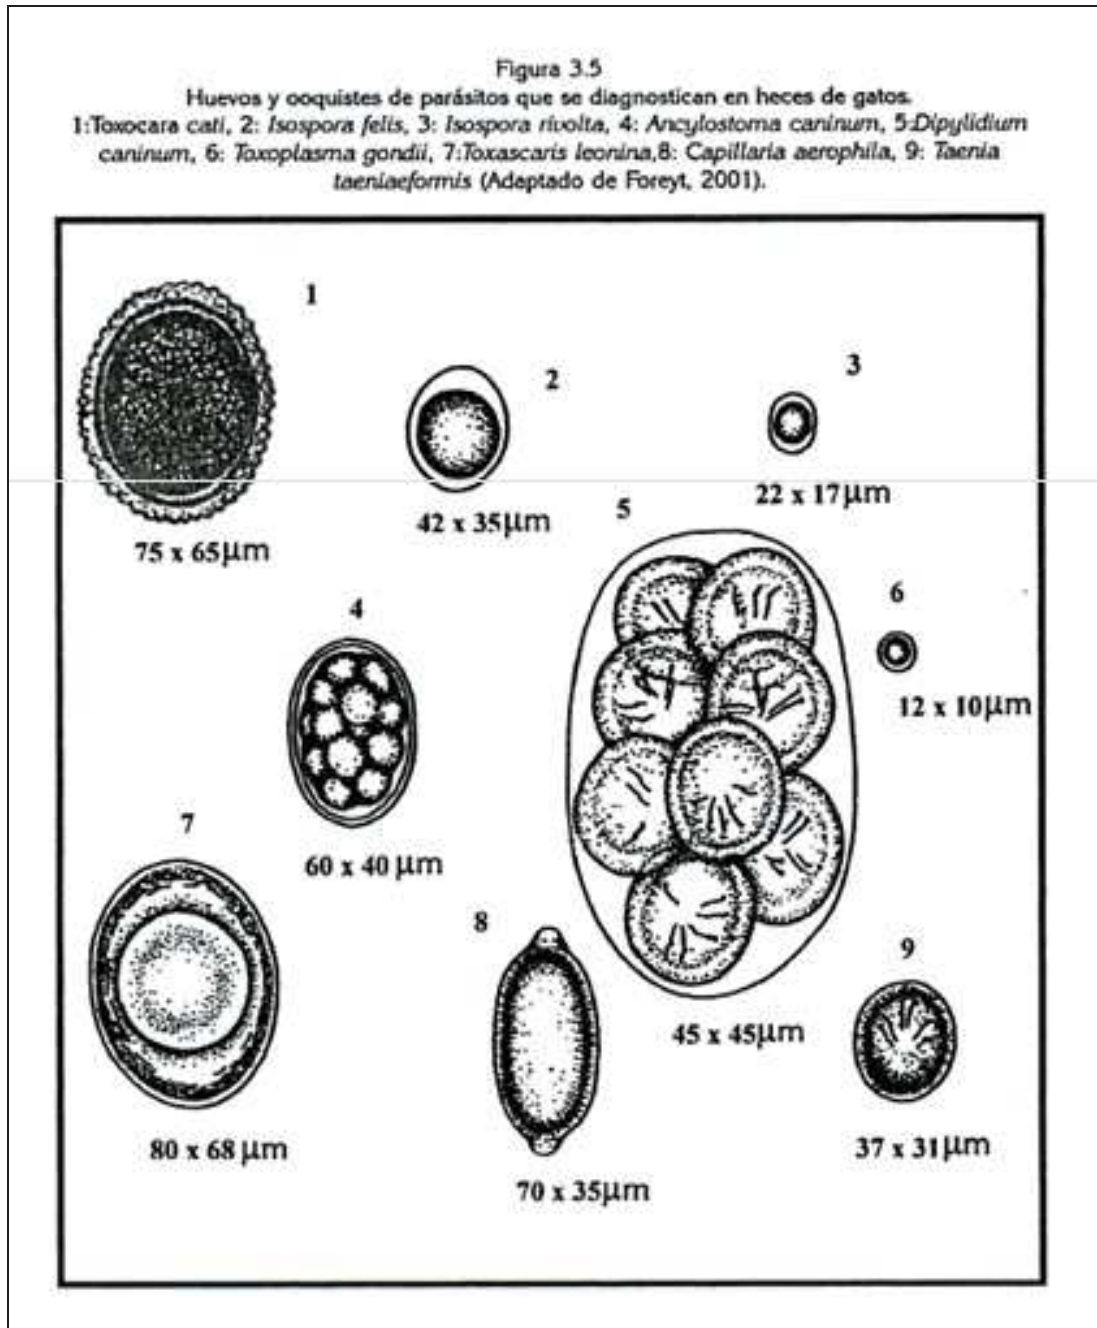 Figura 3.5
Huevos y ooquistes de parásitos que se diagnostican en heces de gatos.
1:Toxocara cati, 2: Isospora felis, 3: Isospora rivolta, 4: Ancylostoma caninum, 5:Dipylidium
caninum, 6: Toxoplasma gondii, 7:Toxascaris leonina,8: Capillaria aerophila, 9: Taenia
taeniaeformis (Adaptado de Foreyt, 2001).
1
75 x 65µm
2
42 x 35µm
3
22 x 17µm
4
60 x 40 µm
5
45 x 45µm
6
12 x 10µm
7
80 x 68µm
8
70 x 35µm
9
37 x 31µm